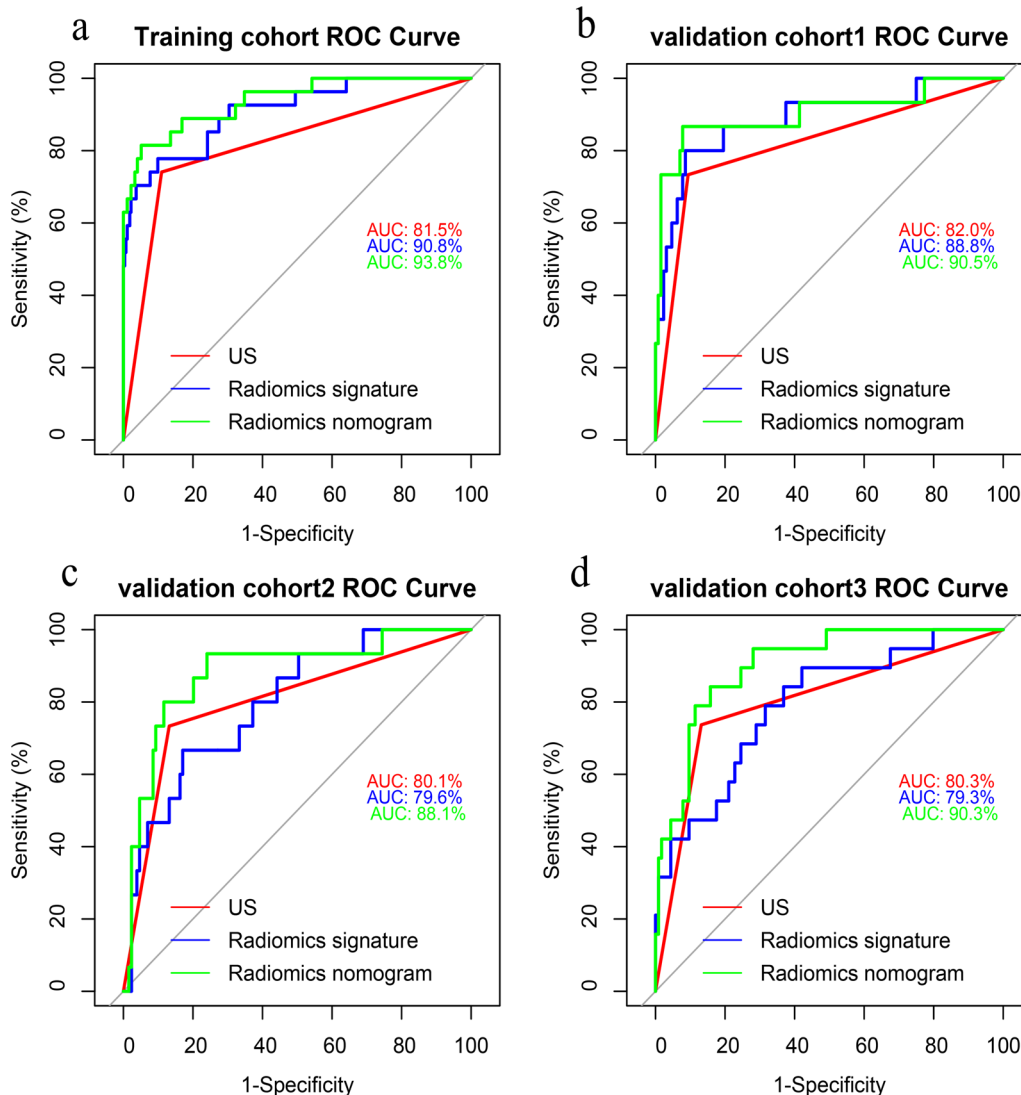 a
Training cohort ROC Curve
Sensitivity (%)
100
80
60
40
20
0
AUC: 81.5%
AUC: 90.8%
AUC: 93.8%
US
Radiomics signature
Radiomics nomogram
0 20 40 60 80 100
1-Specificity
b
validation cohort1 ROC Curve
Sensitivity (%)
100
80
60
40
20
0
AUC: 82.0%
AUC: 88.8%
AUC: 90.5%
US
Radiomics signature
Radiomics nomogram
0 20 40 60 80 100
1-Specificity
c
validation cohort2 ROC Curve
Sensitivity (%)
100
80
60
40
20
0
AUC: 80.1%
AUC: 79.6%
AUC: 88.1%
US
Radiomics signature
Radiomics nomogram
0 20 40 60 80 100
1-Specificity
d
validation cohort3 ROC Curve
Sensitivity (%)
100
80
60
40
20
0
AUC: 80.3%
AUC: 79.3%
AUC: 90.3%
US
Radiomics signature
Radiomics nomogram
0 20 40 60 80 100
1-Specificity